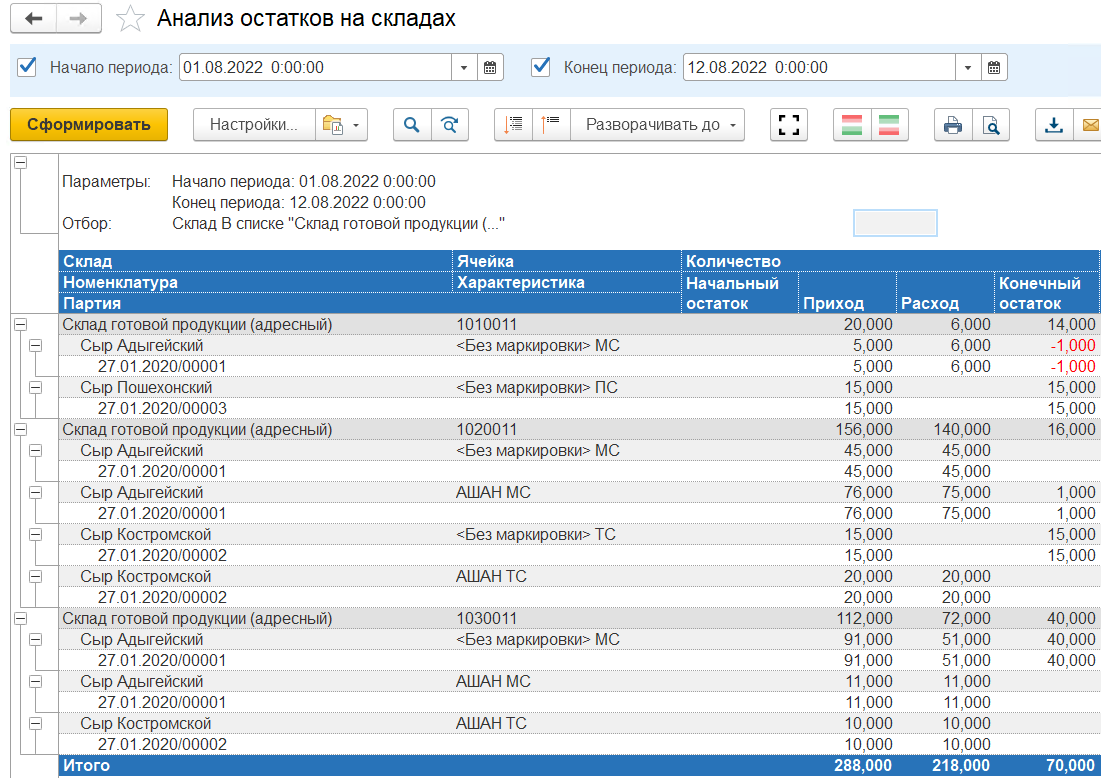 Анализ остатков на складах
Начало периода: 01.08.2022 0:00:00 Конец периода: 12.08.2022 0:00:00
Сформировать Настройки... Разворачивать до
Параметры: Начало периода: 01.08.2022 0:00:00
Конец периода: 12.08.2022 0:00:00
Отбор: Склад В списке "Склад готовой продукции (..."
Склад Ячейка Количество
Номенклатура Характеристика Начальный остаток Приход Расход Конечный остаток
Партия
Склад готовой продукции (адресный) 1010011 20,000 6,000 14,000
Сыр Адыгейский <Без маркировки> МС 5,000 6,000 -1,000
27.01.2020/00001 5,000 6,000 -1,000
Сыр Пошехонский <Без маркировки> ПС 15,000 15,000
27.01.2020/00003 15,000 15,000
Склад готовой продукции (адресный) 1020011 156,000 140,000 16,000
Сыр Адыгейский <Без маркировки> МС 45,000 45,000
27.01.2020/00001 45,000 45,000
Сыр Адыгейский АШАН МС 76,000 75,000 1,000
27.01.2020/00001 76,000 75,000 1,000
Сыр Костромской <Без маркировки> ТС 15,000 15,000
27.01.2020/00002 15,000 15,000
Сыр Костромской АШАН ТС 20,000 20,000
27.01.2020/00002 20,000 20,000
Склад готовой продукции (адресный) 1030011 112,000 72,000 40,000
Сыр Адыгейский <Без маркировки> МС 91,000 51,000 40,000
27.01.2020/00001 91,000 51,000 40,000
Сыр Адыгейский АШАН МС 11,000 11,000
27.01.2020/00001 11,000 11,000
Сыр Костромской АШАН ТС 10,000 10,000
27.01.2020/00002 10,000 10,000
Итого 288,000 218,000 70,000